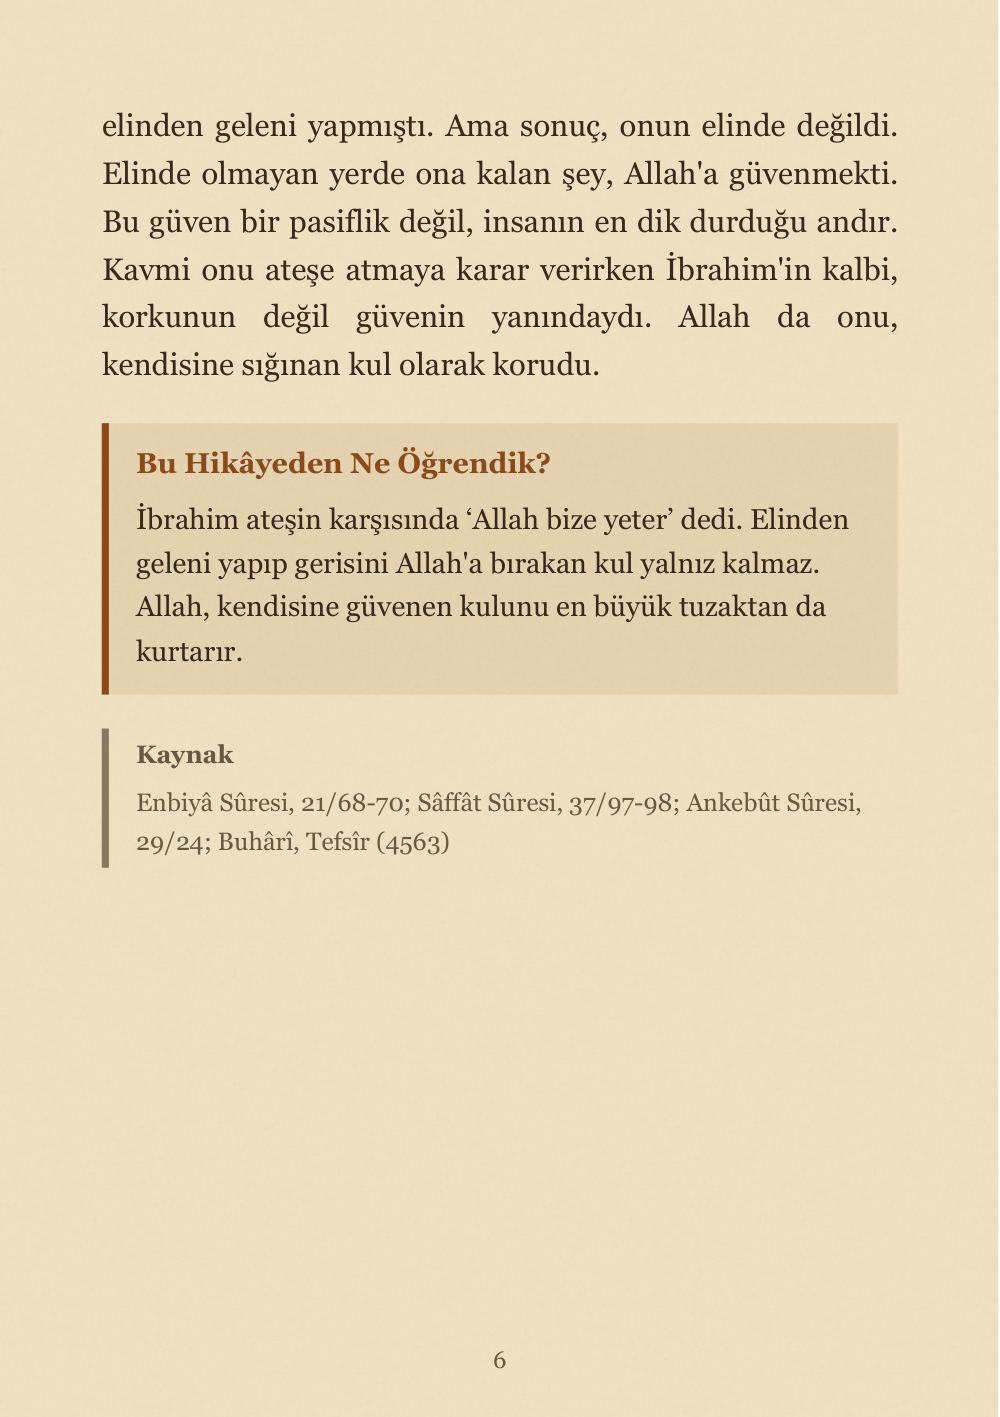 elinden geleni yapmıştı. Ama sonuç, onun elinde değildi.
Elinde olmayan yerde ona kalan şey, Allah'a güvenmekti.
Bu güven bir pasiflik değil, insanın en dik durduğu andır.
Kavmi onu ateşe atmaya karar verirken İbrahim'in kalbi,
korkunun değil güvenin yanındaydı. Allah da onu,
kendisine sığınan kul olarak korudu.
Bu Hikâyeden Ne Öğrendik?
İbrahim ateşin karşısında ‘Allah bize yeter’ dedi. Elinden
geleni yapıp gerisini Allah'a bırakan kul yalnız kalmaz.
Allah, kendisine güvenen kulunu en büyük tuzaktan da
kurtarır.
Kaynak
Enbiyâ Sûresi, 21/68-70; Sâffât Sûresi, 37/97-98; Ankebût Sûresi,
29/24; Buhârî, Tefsîr (4563)
6